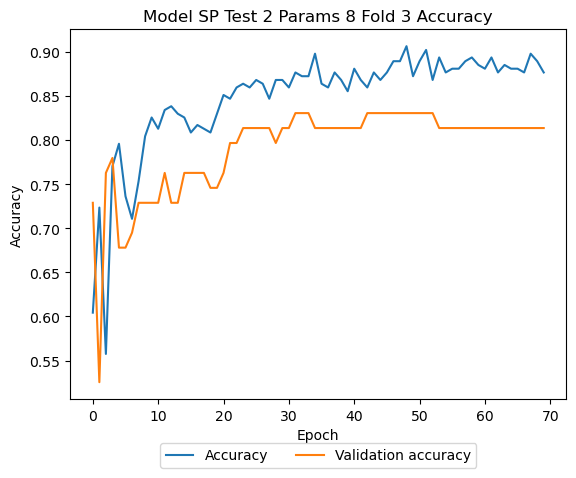 Model SP Test 2 Params 8 Fold 3 Accuracy
Accuracy
0.90
0.85
0.80
0.75
0.70
0.65
0.60
0.55
0 10 20 30 40 50 60 70
Epoch
Accuracy Validation accuracy